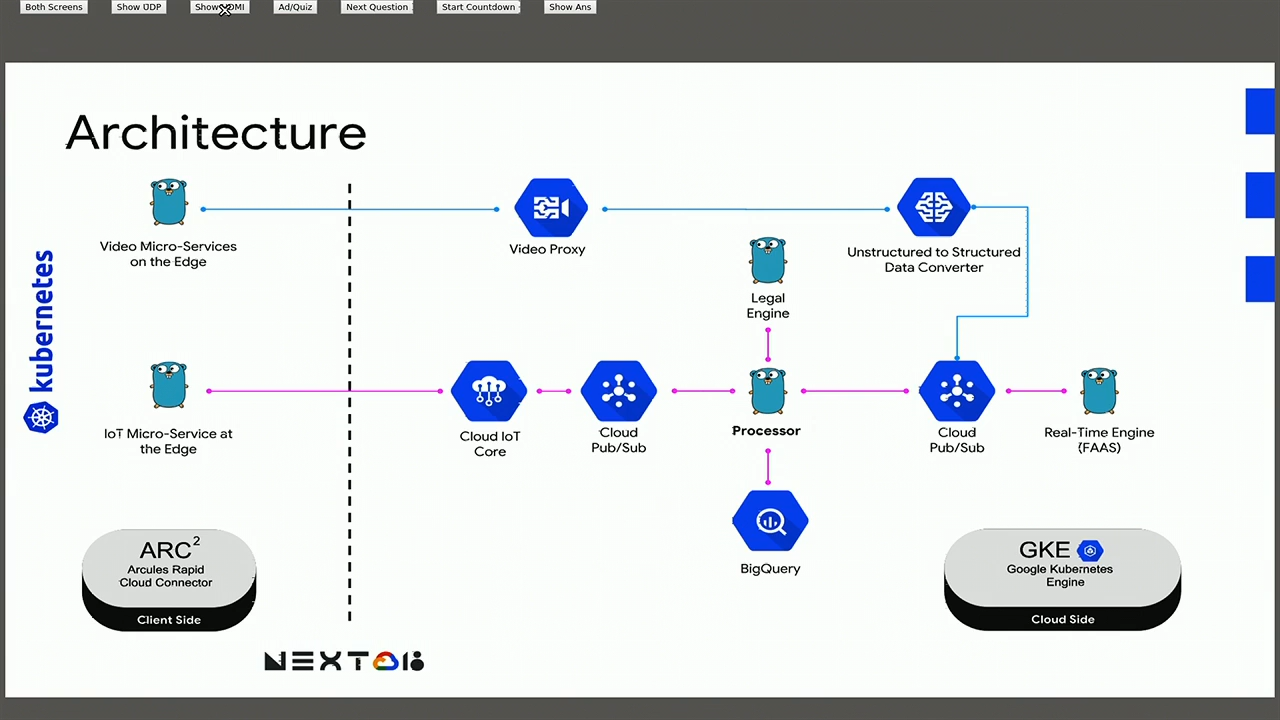 Both Screens
Show UDP
Ad/Quiz
Next Question
Start Countdown
Show Ans
Architecture
Video Micro-Services
on the Edge
Video Proxy
Unstructured to Structured
Data Converter
Legal
Engine
kubernetes
IoT Micro-Service at
the Edge
Cloud IoT
Core
Cloud
Pub/Sub
Processor
Cloud
Pub/Sub
Real-Time Engine
(FAAS)
BigQuery
ARC2
Arcules Rapid
Cloud Connector
Client Side
GKE
Google Kubernetes
Engine
Cloud Side
NEXT 18